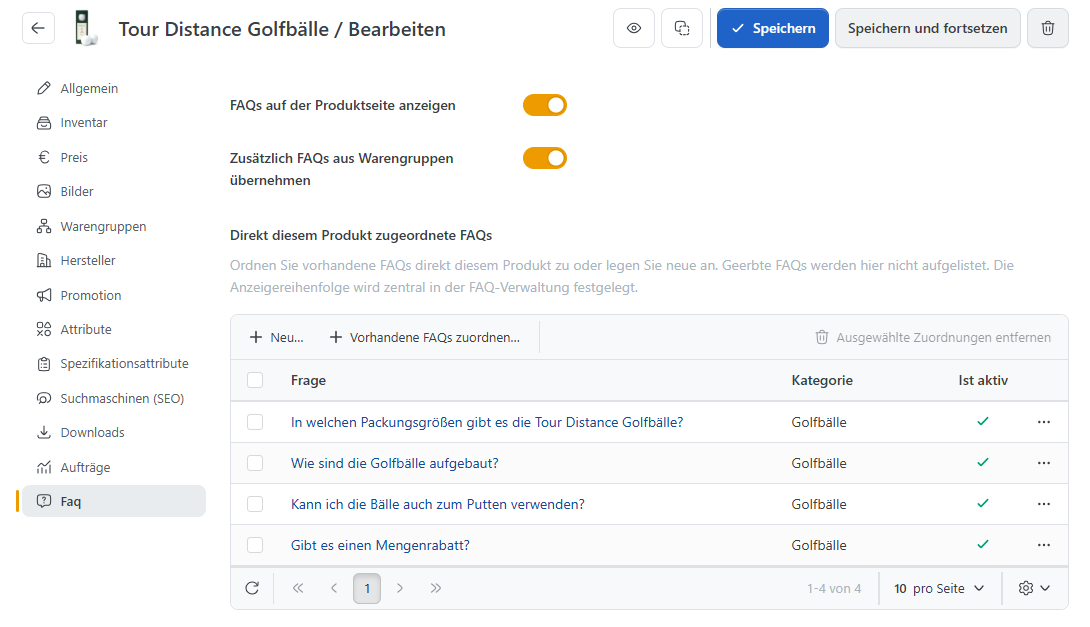 Tour Distance Golfbälle / Bearbeiten
Speichern
Speichern und fortsetzen
Allgemein
Inventar
Preis
Bilder
Warengruppen
Hersteller
Promotion
Attribute
Spezifikationsattribute
Suchmaschinen (SEO)
Downloads
Aufträge
Faq
FAQs auf der Produktseite anzeigen
Zusätzlich FAQs aus Warengruppen
übernehmen
Direkt diesem Produkt zugeordnete FAQs
Ordnen Sie vorhandene FAQs direkt diesem Produkt zu oder legen Sie neue an. Geerbte FAQs werden hier nicht aufgelistet. Die
Anzeigereihenfolge wird zentral in der FAQ-Verwaltung festgelegt.
Neu... Vorhandene FAQs zuordnen... Ausgewählte Zuordnungen entfernen
Frage Kategorie Ist aktiv
In welchen Packungsgrößen gibt es die Tour Distance Golfbälle? Golfbälle
Wie sind die Golfbälle aufgebaut? Golfbälle
Kann ich die Bälle auch zum Putten verwenden? Golfbälle
Gibt es einen Mengenrabatt? Golfbälle
1 1-4 von 4 10 pro Seite